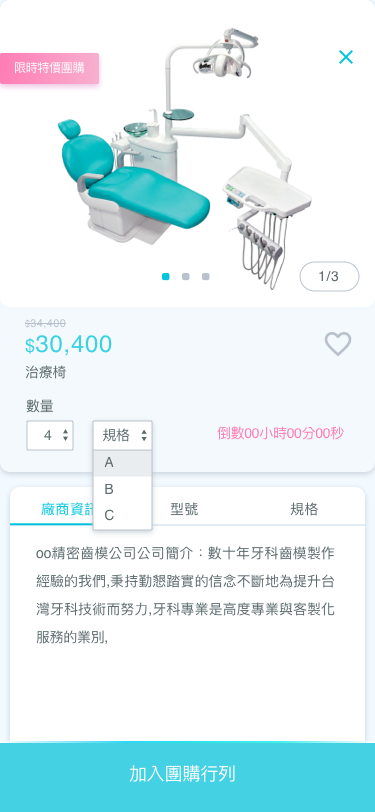 限時特價團購
1/3
$34,400
$30,400
治療椅
數量
4
規格
倒數00小時00分00秒
A
B
C
廠商資訊
型號
規格
oo精密齒模公司公司簡介：數十年牙科齒模製作
經驗的我們,秉持勤懇踏實的信念不斷地為提升台
灣牙科技術而努力,牙科專業是高度專業與客製化
服務的業別,
加入團購行列